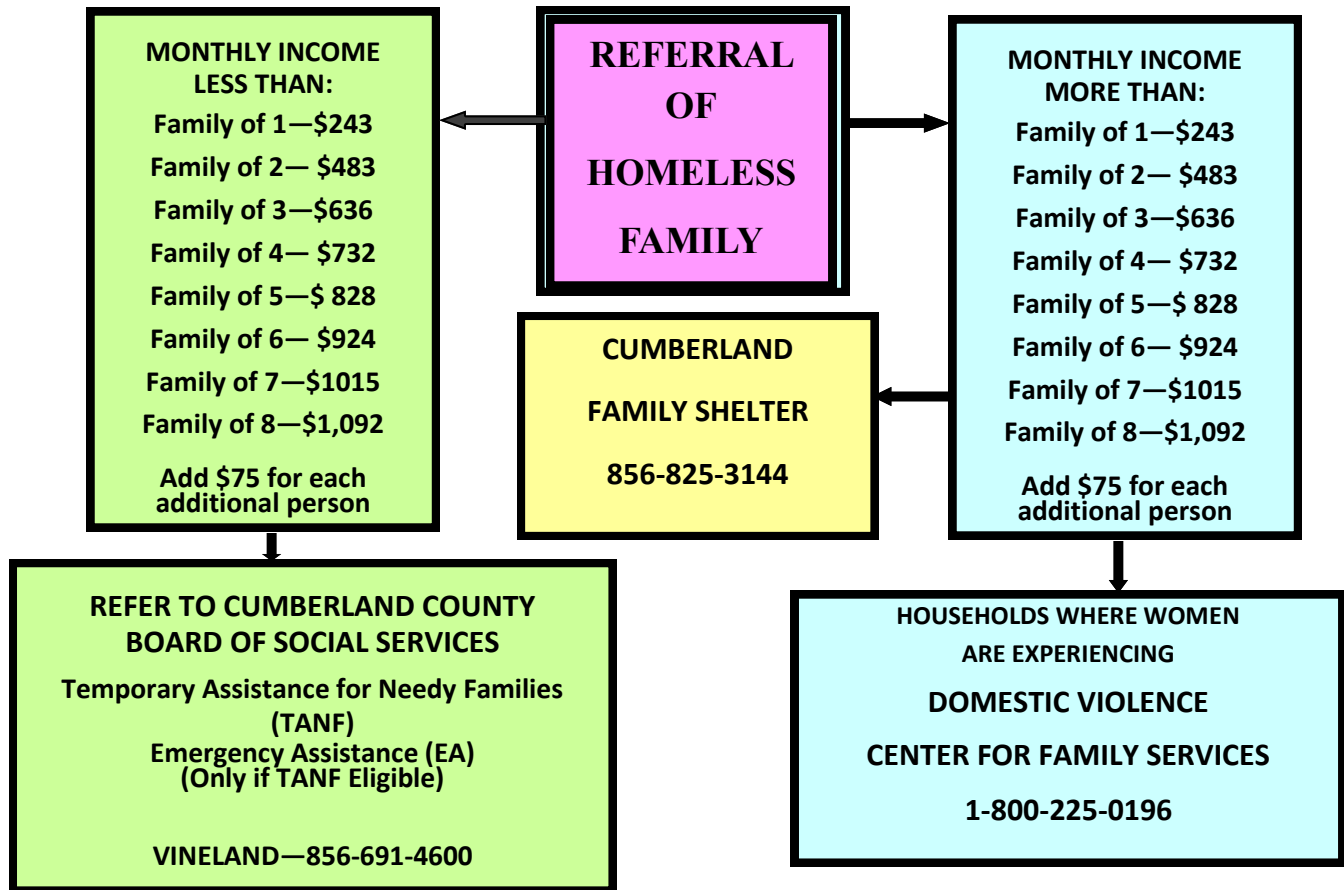 REFERRAL
OF
HOMELESS
FAMILY
MONTHLY INCOME
LESS THAN:
Family of 1—$243
Family of 2— $483
Family of 3—$636
Family of 4— $732
Family of 5—$ 828
Family of 6— $924
Family of 7—$1015
Family of 8—$1,092
Add $75 for each
additional person
REFER TO CUMBERLAND COUNTY
BOARD OF SOCIAL SERVICES
Temporary Assistance for Needy Families
(TANF)
Emergency Assistance (EA)
(Only if TANF Eligible)
VINELAND—856-691-4600
MONTHLY INCOME
MORE THAN:
Family of 1—$243
Family of 2— $483
Family of 3—$636
Family of 4— $732
Family of 5—$ 828
Family of 6— $924
Family of 7—$1015
Family of 8—$1,092
Add $75 for each
additional person
CUMBERLAND
FAMILY SHELTER
856-825-3144
HOUSEHOLDS WHERE WOMEN
ARE EXPERIENCING
DOMESTIC VIOLENCE
CENTER FOR FAMILY SERVICES
1-800-225-0196